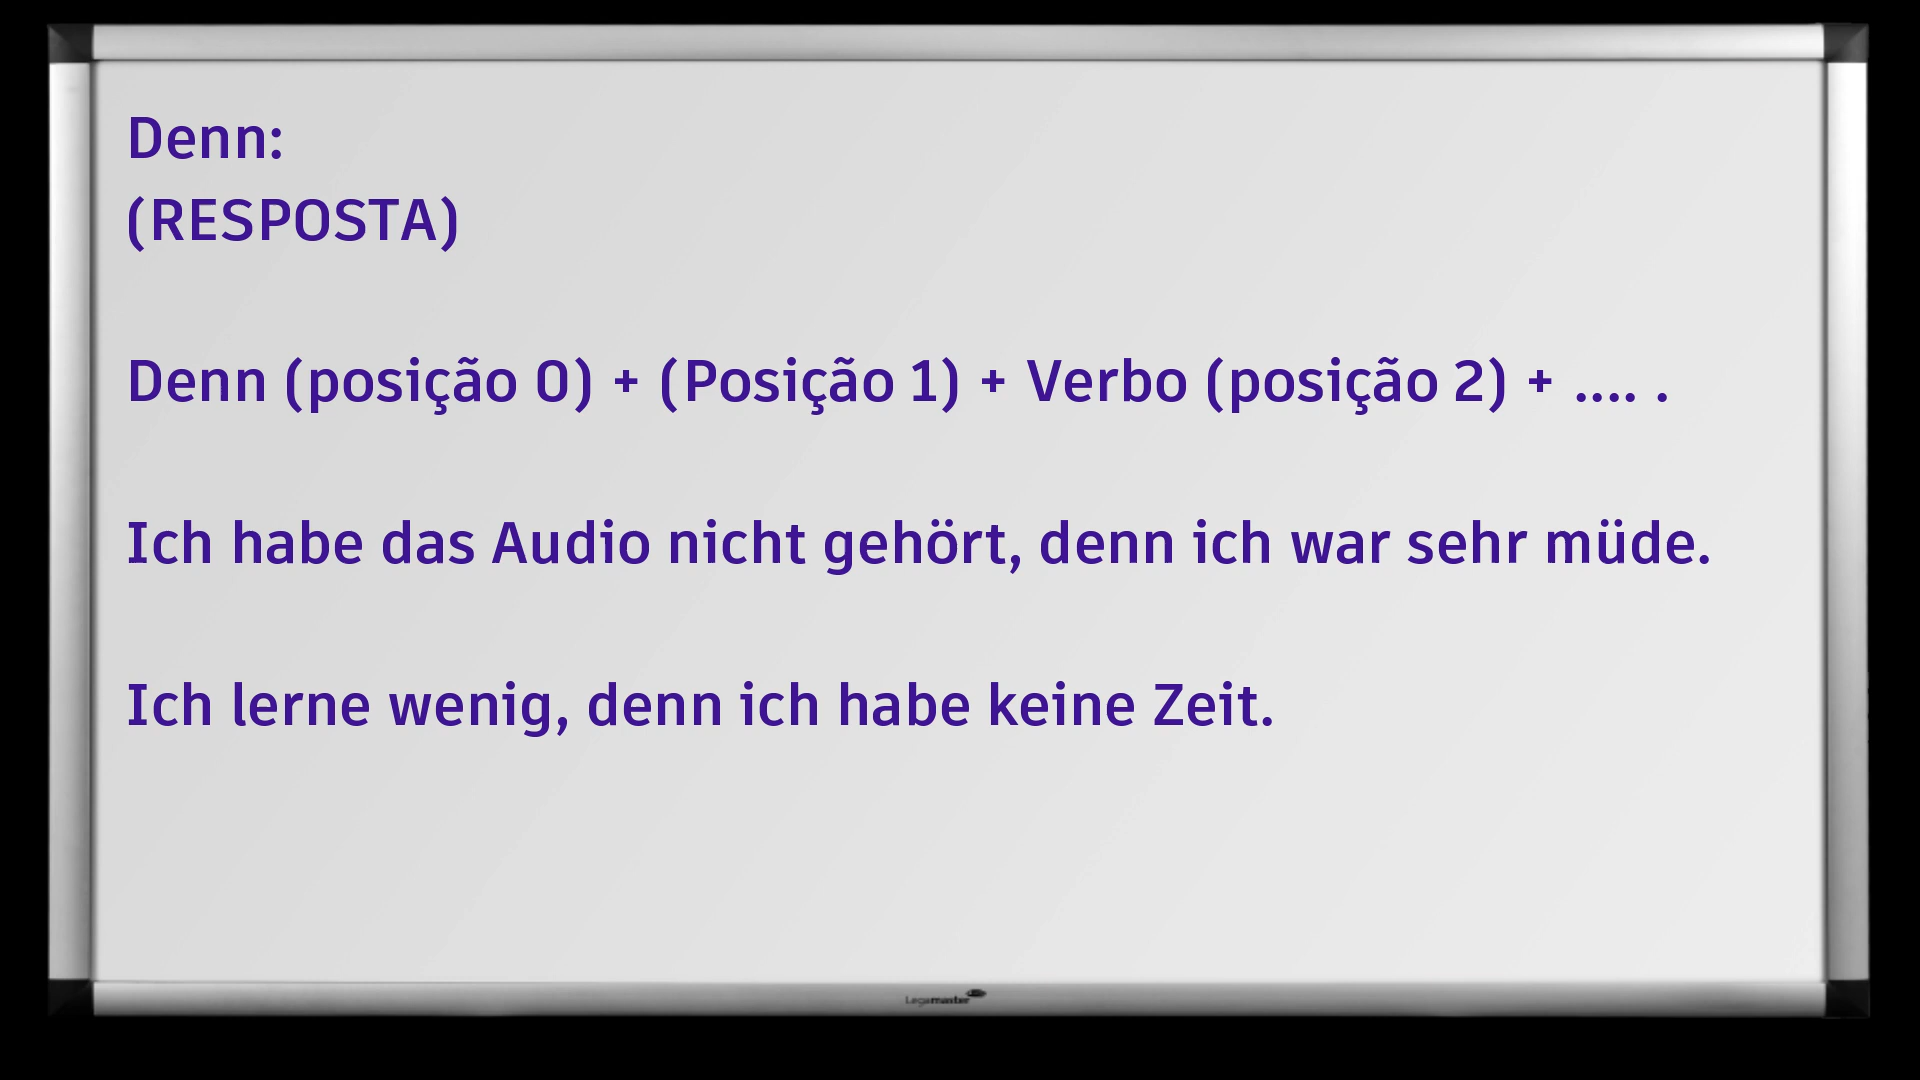 Denn:
(RESPOSTA)
Denn (posição 0) + (Posição 1) + Verbo (posição 2) + .... .
Ich habe das Audio nicht gehört, denn ich war sehr müde.
Ich lerne wenig, denn ich habe keine Zeit.
Legamaster